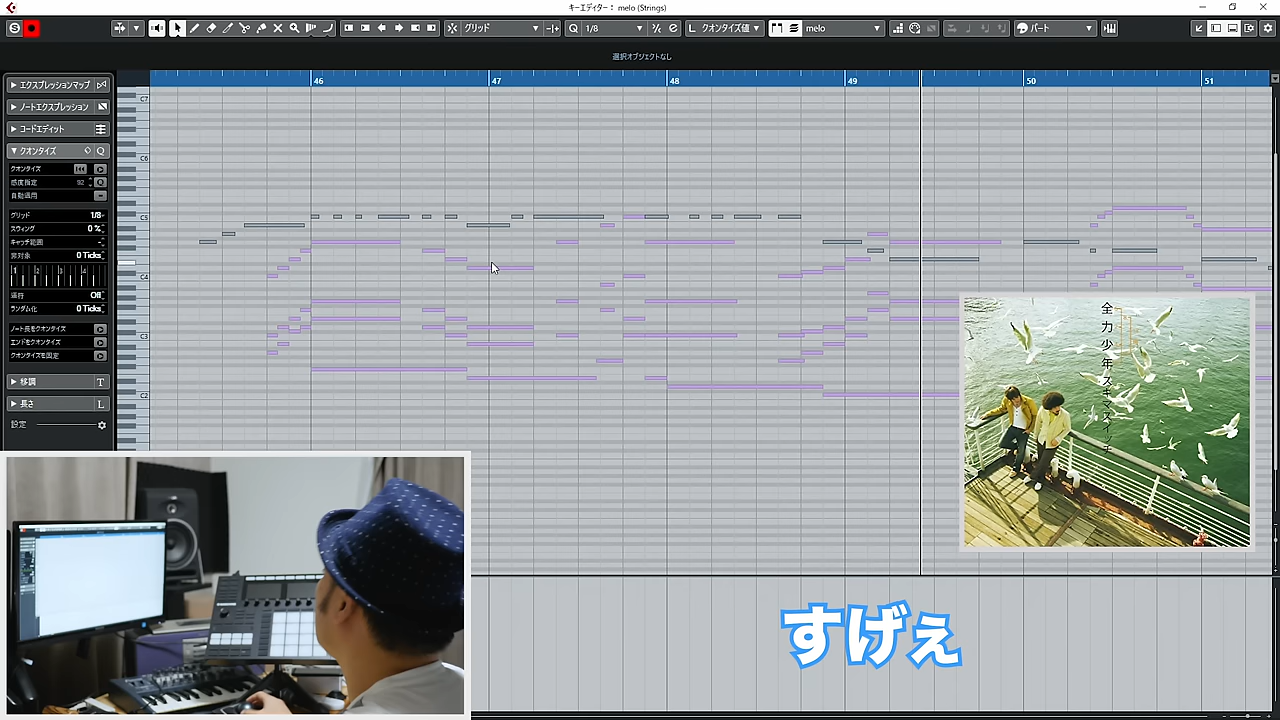 キーエディター: melo (Strings)
グリッド
1/8
クオンタイズ値
melo
パート
選択オブジェクトなし
46
47
48
49
50
51
エクスプレッションマップ
ノートエクスプレッション
コードエディット
クオンタイズ
クオンタイズ
感度指定
92
自動適用
グリッド
1/8
スウィング
0 %
キャッチ範囲
-
非対象
0 Ticks
1
2
3
4
連行
Off
ランダム化
0 Ticks
ノート長をクオンタイズ
エンドをクオンタイズ
クオンタイズを固定
移調
長さ
設定
C7
C6
C5
C4
C3
C2
全力少年 スキマスイッチ
すげぇ